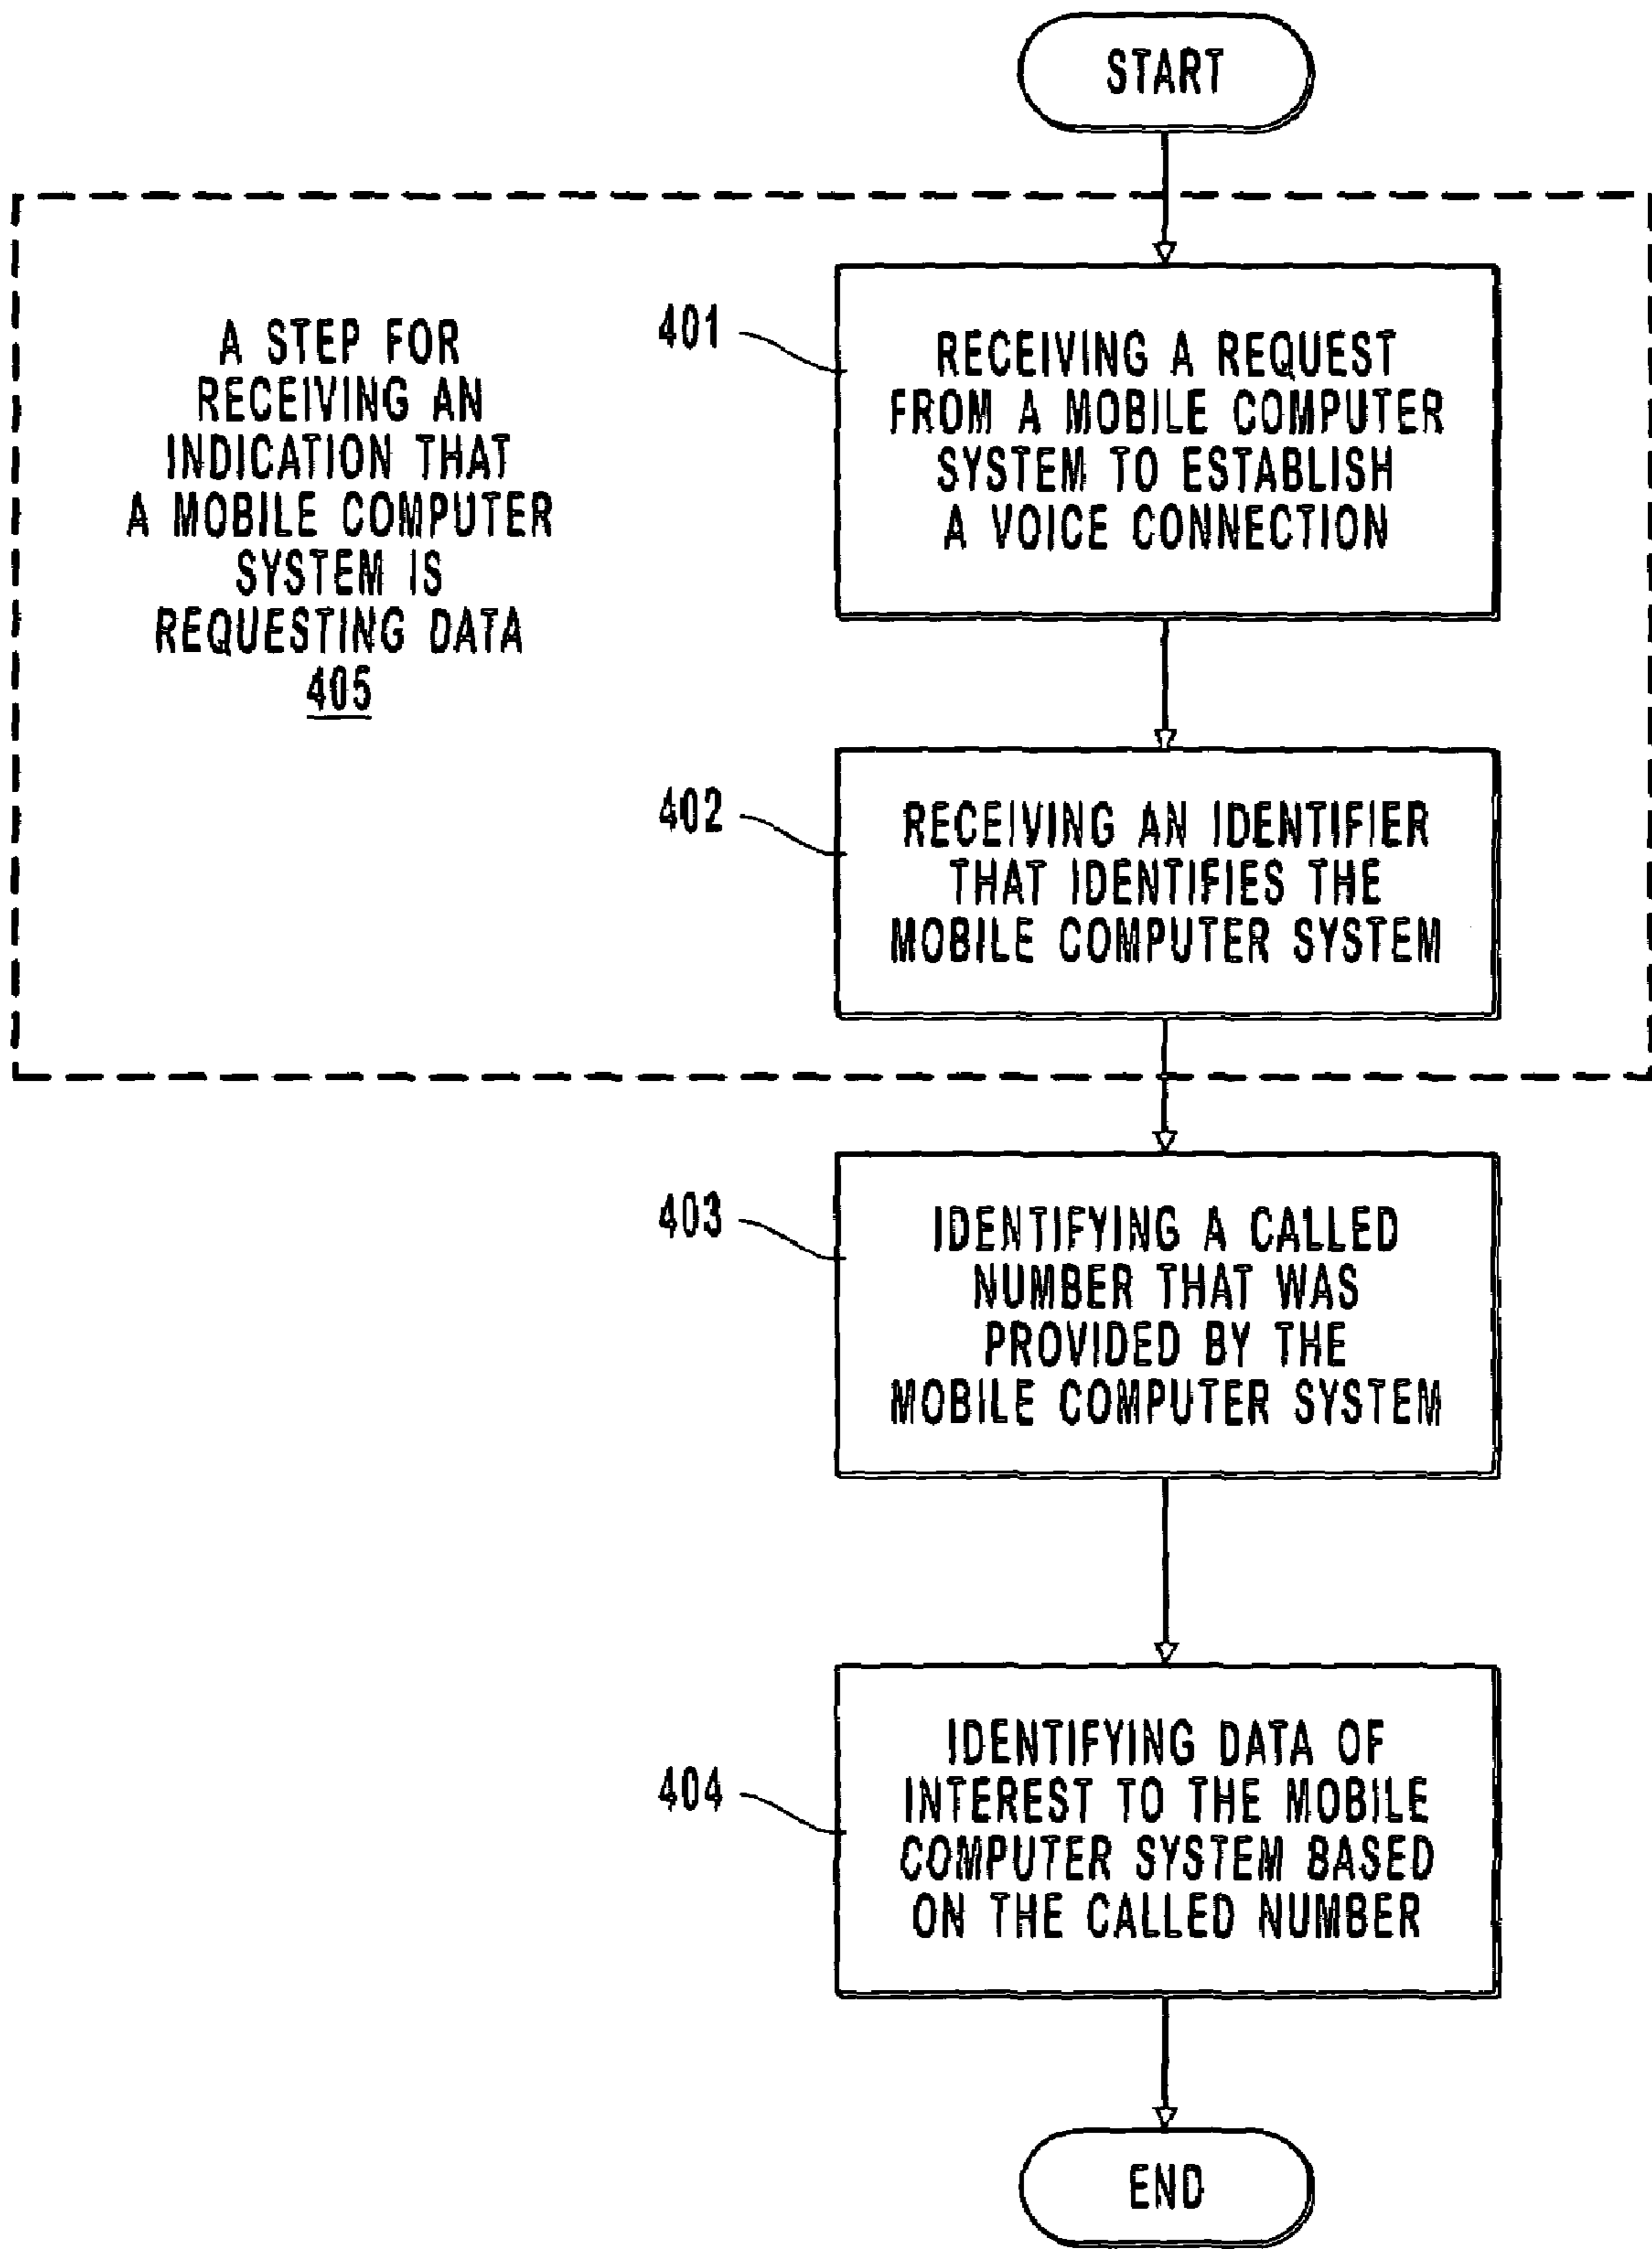 START
A STEP FOR
RECEIVING AN
INDICATION THAT
A MOBILE COMPUTER
SYSTEM IS
REQUESTING DATA
405
401
RECEIVING A REQUEST
FROM A MOBILE COMPUTER
SYSTEM TO ESTABLISH
A VOICE CONNECTION
402
RECEIVING AN IDENTIFIER
THAT IDENTIFIES THE
MOBILE COMPUTER SYSTEM
403
IDENTIFYING A CALLED
NUMBER THAT WAS
PROVIDED BY THE
MOBILE COMPUTER SYSTEM
404
IDENTIFYING DATA OF
INTEREST TO THE MOBILE
COMPUTER SYSTEM BASED
ON THE CALLED NUMBER
END